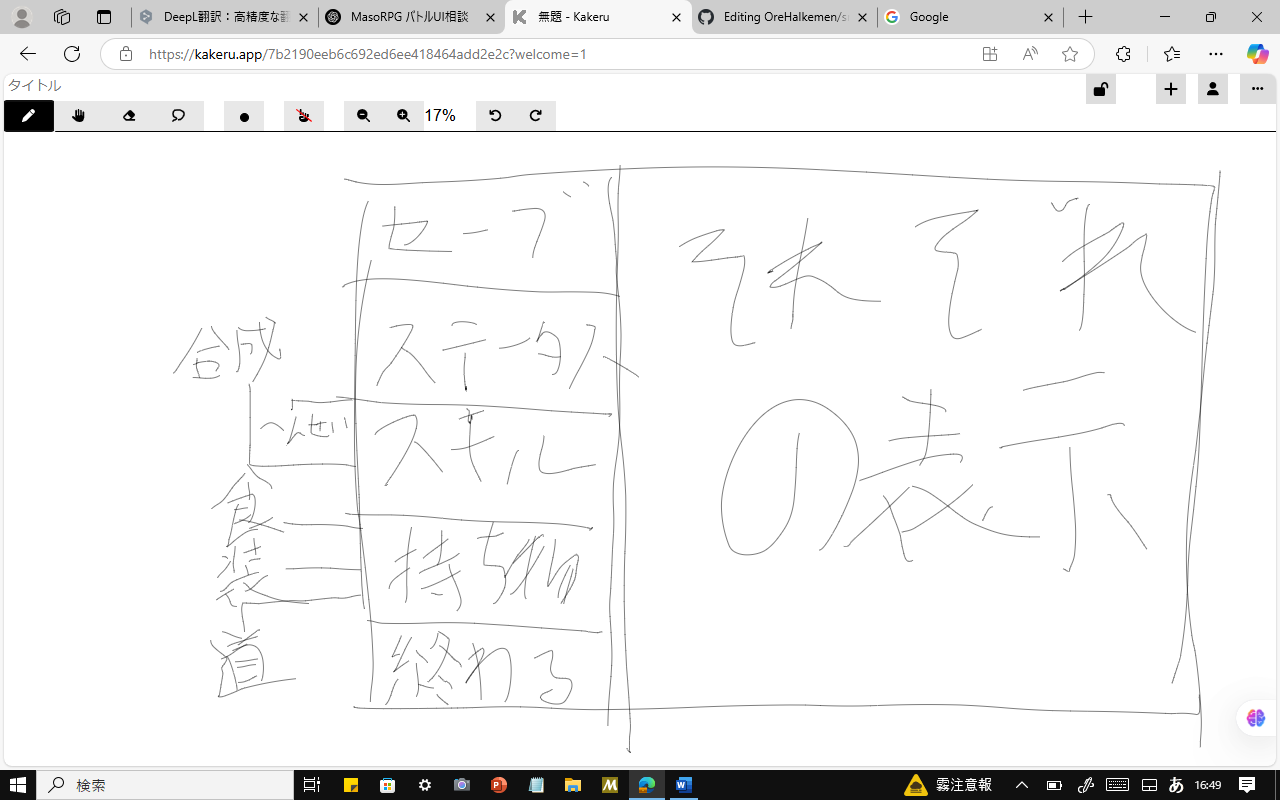 DeepL翻訳：高精度な翻
MasoRPG バトルUI相談
無題 - Kakeru
Editing OreHalkemen/s
Google
https://kakeru.app/7b2190eeb6c692ed6ee418464add2e2c?welcome=1
タイトル
17%
セーブ
それぞれ
ステータス
合成
の表示
へんせい
スキル
食
持ち物
装
道
終わる
検索
霧注意報
あ
16:49